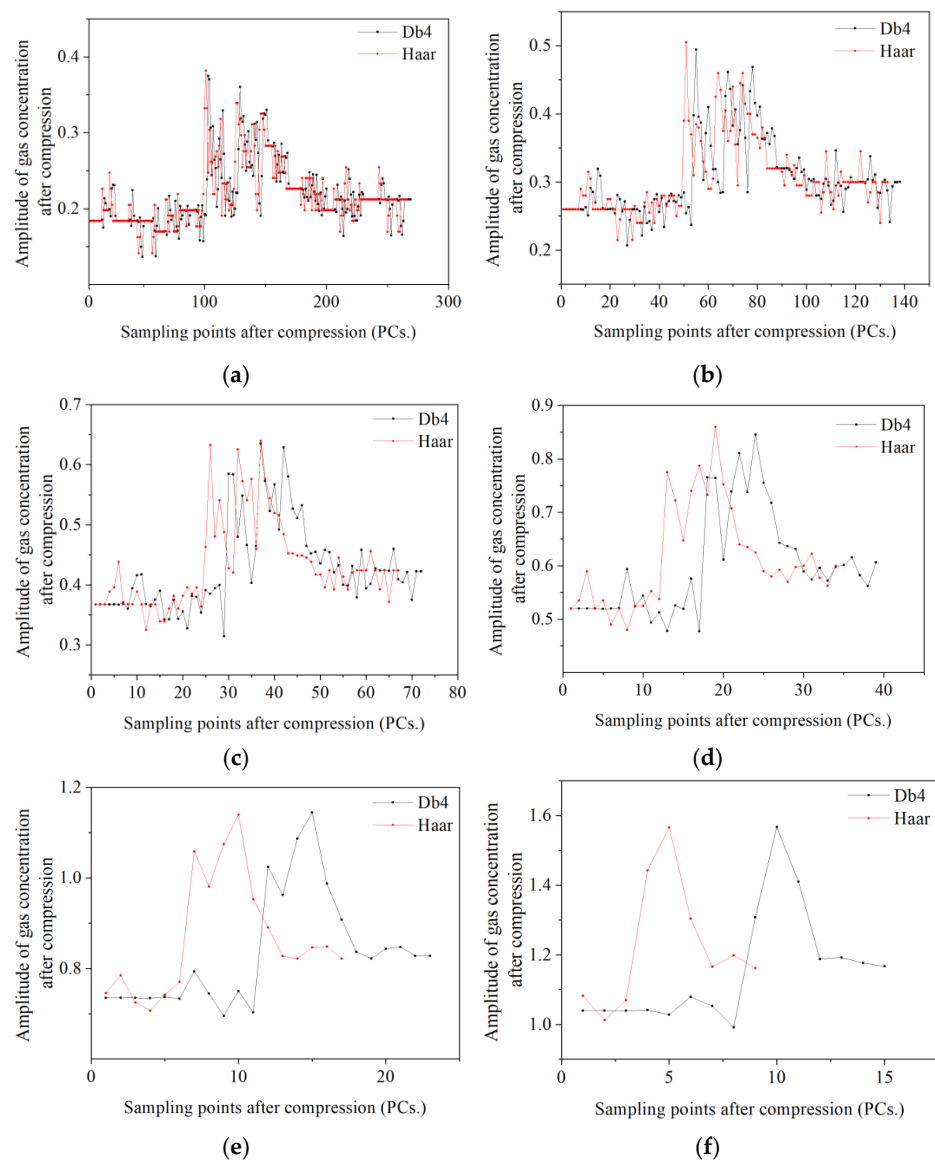 Db4
Haar
0.4
0.3
0.2
0
100
200
300
Amplitude of gas concentration
after compression
Sampling points after compression (PCs.)
(a)
Db4
Haar
0.5
0.4
0.3
0.2
0
20
40
60
80
100
120
140
Amplitude of gas concentration
after compression
Sampling points after compression (PCs.)
(b)
Db4
Haar
0.7
0.6
0.5
0.4
0.3
0
10
20
30
40
50
60
70
80
Amplitude of gas concentration
after compression
Sampling points after compression (PCs.)
(c)
Db4
Haar
0.9
0.8
0.7
0.6
0.5
0
10
20
30
40
Amplitude of gas concentration
after compression
Sampling points after compression (PCs.)
(d)
Db4
Haar
1.2
1.0
0.8
0
10
20
Amplitude of gas concentration
after compression
Sampling points after compression (PCs.)
(e)
Db4
Haar
1.6
1.4
1.2
1.0
0
5
10
15
Amplitude of gas concentration
after compression
Sampling points after compression (PCs.)
(f)